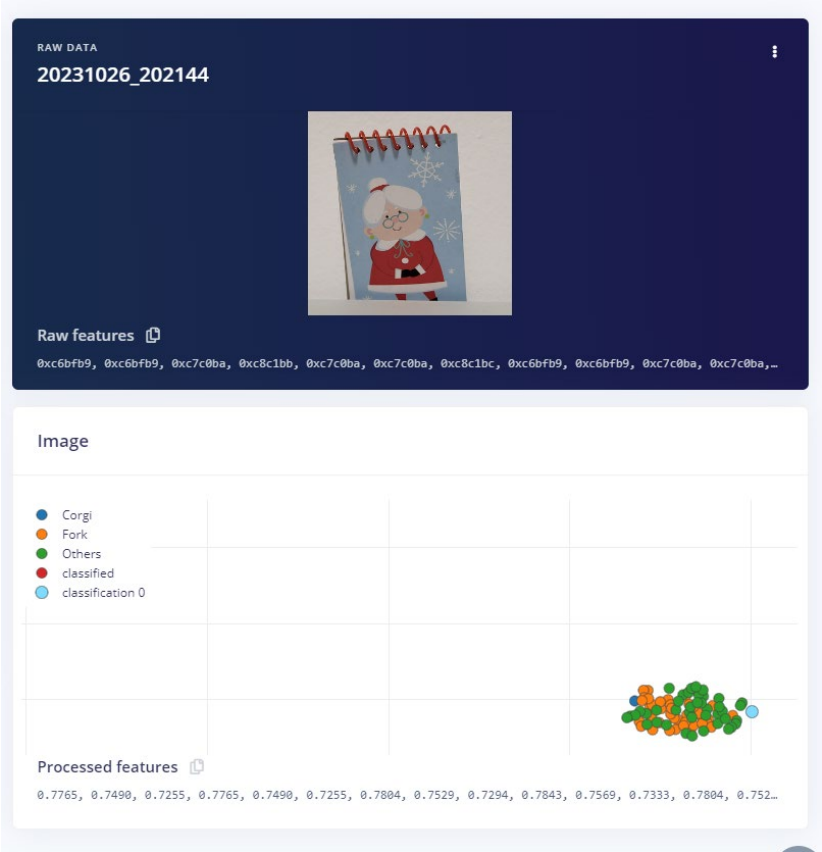 RAW DATA
20231026_202144
Raw features
0xc6bfb9, 0xc6bfb9, 0xc7c0ba, 0xc8c1bb, 0xc7c0ba, 0xc7c0ba, 0xc8c1bc, 0xc6bfb9, 0xc6bfb9, 0xc7c0ba, 0xc7c0ba,…
Image
Corgi
Fork
Others
classified
classification 0
Processed features
0.7765, 0.7490, 0.7255, 0.7765, 0.7490, 0.7255, 0.7804, 0.7529, 0.7294, 0.7843, 0.7569, 0.7333, 0.7804, 0.752…